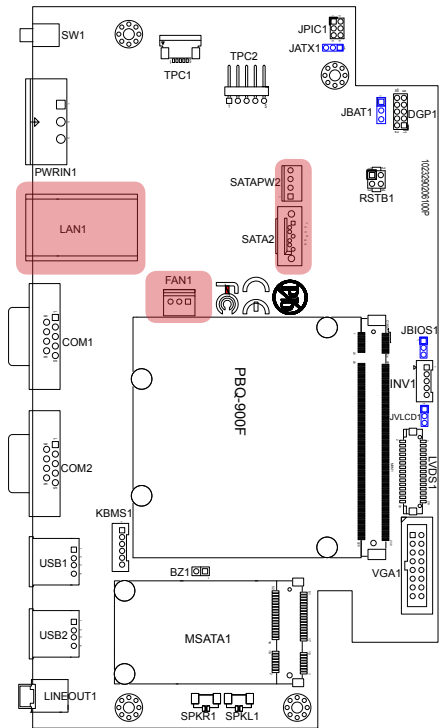 JPIC1
SW1
JATX1
TPC2
TPC1
JBAT1
DGP1
PWRIN1
SATAPW2
RSTB1
1023290206100P
LAN1
SATA2
FAN1
COM1
JBIOS1
INV1
PBQ-900F
JVLCD1
COM2
LVDS1
KBMS1
USB1
BZ1
VGA1
USB2
MSATA1
LINEOUT1
SPKR1
SPKL1